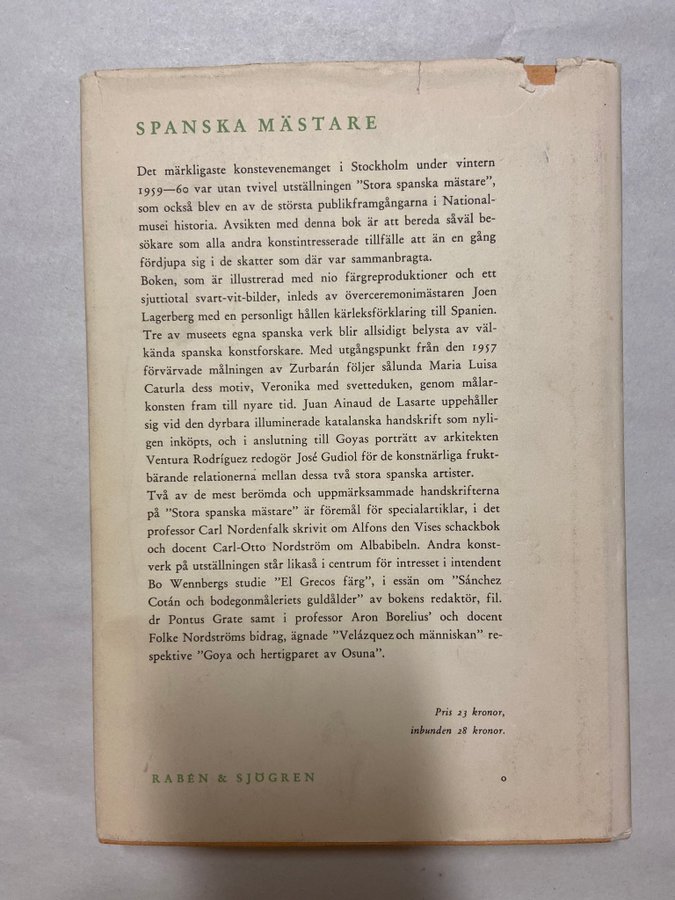 SPANSKA MÄSTARE
Det märkligaste konstevenemanget i Stockholm under vintern
1959—60 var utan tvivel utställningen ”Stora spanska mästare”,
som också blev en av de största publikframgångarna i National-
musei historia. Avsikten med denna bok är att bereda såväl be-
sökare som alla andra konstintresserade tillfälle att än en gång
fördjupa sig i de skatter som där var sammanbragta.
Boken, som är illustrerad med nio färgreproduktioner och ett
sjuttiotal svart-vit-bilder, inleds av överceremonimästaren Joen
Lagerberg med en personligt hållen kärleksförklaring till Spanien.
Tre av museets egna spanska verk blir allsidigt belysta av väl-
kända spanska konstforskare. Med utgångspunkt från den 1957
förvärvade målningen av Zurbarán följer sålunda Maria Luisa
Caturla dess motiv, Veronika med svetteduken, genom målar-
konsten fram till nyare tid. Juan Ainaud de Lasarte uppehåller
sig vid den dyrbara illuminerade katalanska handskrift som nyli-
gen inköpts, och i anslutning till Goyas porträtt av arkitekten
Ventura Rodríguez redogör José Gudiol för de konstnärliga frukt-
bärande relationerna mellan dessa två stora spanska artister.
Två av de mest berömda och uppmärksammade handskrifterna
på ”Stora spanska mästare” är föremål för specialartiklar, i det
professor Carl Nordenfalk skrivit om Alfons den Vises schackbok
och docent Carl-Otto Nordström om Albabibeln. Andra konst-
verk på utställningen står likaså i centrum för intresset i intendent
Bo Wennbergs studie ”El Grecos färg”, i essän om ”Sánchez
Cotán och bodegonmåleriets guldålder” av bokens redaktör, fil.
dr Pontus Grate samt i professor Aron Borelius’ och docent
Folke Nordströms bidrag, ägnade ”Velázquez och människan” re-
spektive ”Goya och hertigparet av Osuna”.
Pris 23 kronor,
inbunden 28 kronor.
RABÉN & SJÖGREN
o